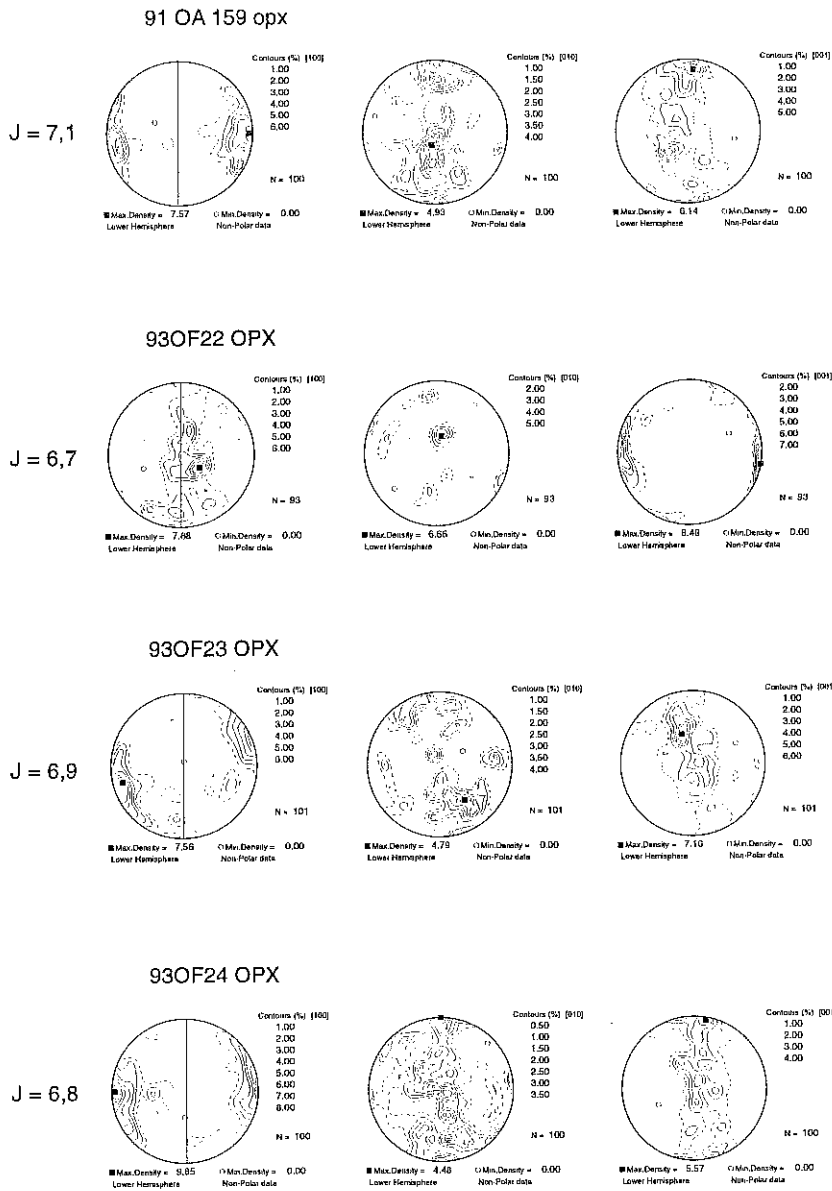 91 OA 159 opx
J = 7,1
Contours (%) [100]
1.00
2.00
3.00
4.00
5.00
6.00
N = 100
Max.Density = 7.57 Min.Density = 0.00
Lower Hemisphere Non-Polar data
Contours (%) [010]
1.00
1.50
2.00
2.50
3.00
3.50
4.00
N = 100
Max.Density = 4.93 Min.Density = 0.00
Lower Hemisphere Non-Polar data
Contours (%) [001]
1.00
2.00
3.00
4.00
5.00
N = 100
Max.Density = 6.14 Min.Density = 0.00
Lower Hemisphere Non-Polar data
93OF22 OPX
J = 6,7
Contours (%) [100]
1.00
2.00
3.00
4.00
5.00
6.00
N = 93
Max.Density = 7.88 Min.Density = 0.00
Lower Hemisphere Non-Polar data
Contours (%) [010]
2.00
3.00
4.00
5.00
N = 93
Max.Density = 6.66 Min.Density = 0.00
Lower Hemisphere Non-Polar data
Contours (%) [001]
2.00
3.00
4.00
5.00
6.00
7.00
N = 93
Max.Density = 8.48 Min.Density = 0.00
Lower Hemisphere Non-Polar data
93OF23 OPX
J = 6,9
Contours (%) [100]
1.00
2.00
3.00
4.00
5.00
6.00
N = 101
Max.Density = 7.56 Min.Density = 0.00
Lower Hemisphere Non-Polar data
Contours (%) [010]
1.00
1.50
2.00
2.50
3.00
3.50
4.00
N = 101
Max.Density = 4.79 Min.Density = 0.00
Lower Hemisphere Non-Polar data
Contours (%) [001
1.00
2.00
3.00
4.00
5.00
6.00
N = 101
Max.Density = 7.16 Min.Density = 0.00
Lower Hemisphere Non-Polar data
93OF24 OPX
J = 6,8
Contours (%) [100]
1.00
2.00
3.00
4.00
5.00
6.00
7.00
8.00
N = 100
Max.Density = 9.85 Min.Density = 0.00
Lower Hemisphere Non-Polar data
Contours (%) [010]
0.50
1.00
1.50
2.00
2.50
3.00
3.50
N = 100
Max.Density = 4.48 Min.Density = 0.00
Lower Hemisphere Non-Polar data
Contours (%) [001
1.00
2.00
3.00
4.00
N = 100
Max.Density = 5.57 Min.Density = 0.00
Lower Hemisphere Non-Polar data